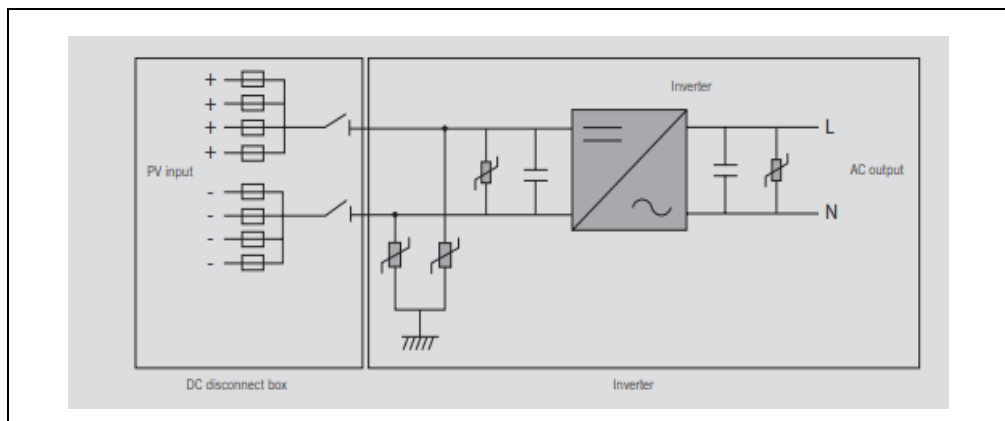 Inverter
+
+
+
+
L
PV input
AC output
-
-
-
-
N
DC disconnect box
Inverter